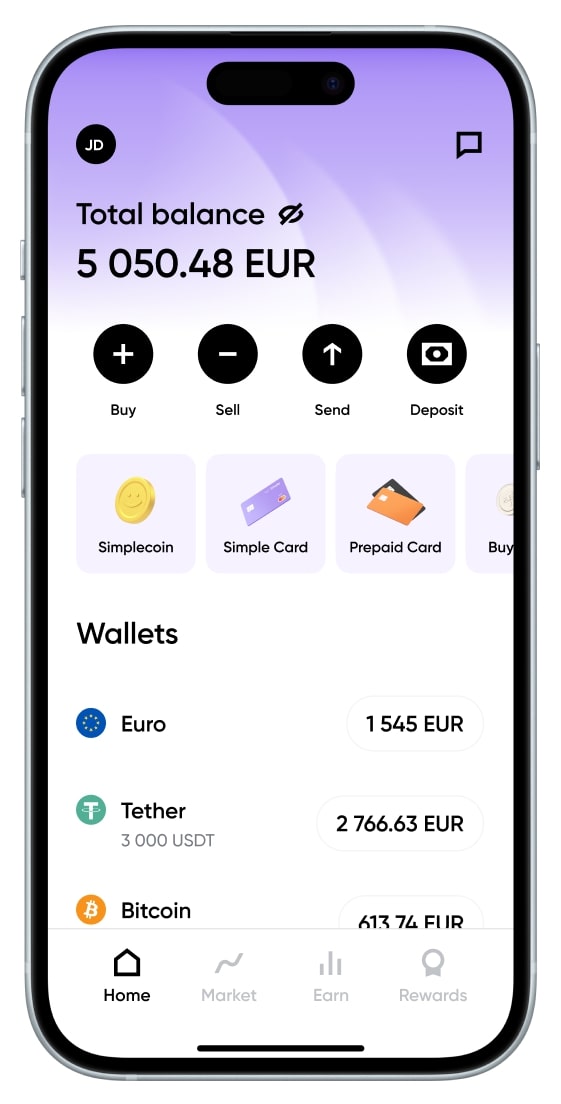 JD
Total balance
5 050.48 EUR
Buy
Sell
Send
Deposit
Simplecoin
Simple Card
Prepaid Card
Buy
Wallets
Euro
1 545 EUR
Tether
3 000 USDT
2 766.63 EUR
Bitcoin
613.74 EUR
Home
Market
Earn
Rewards